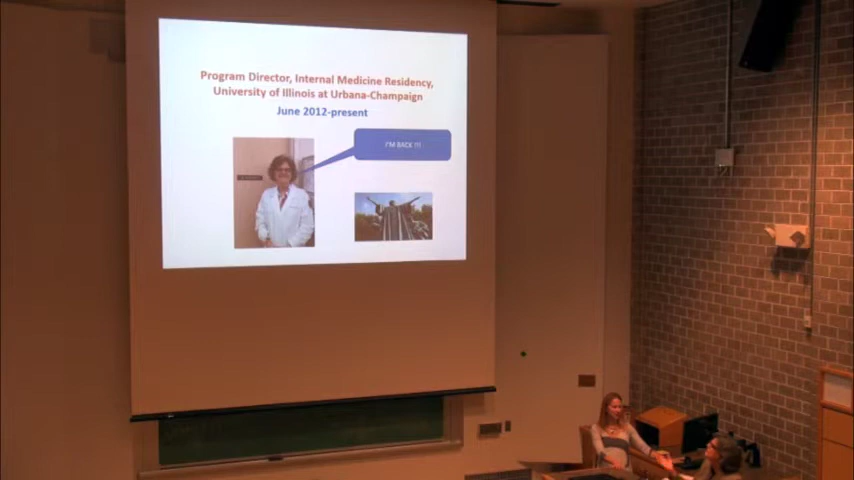 Program Director, Internal Medicine Residency,
University of Illinois at Urbana-Champaign
June 2012-present
I'M BACK !!!